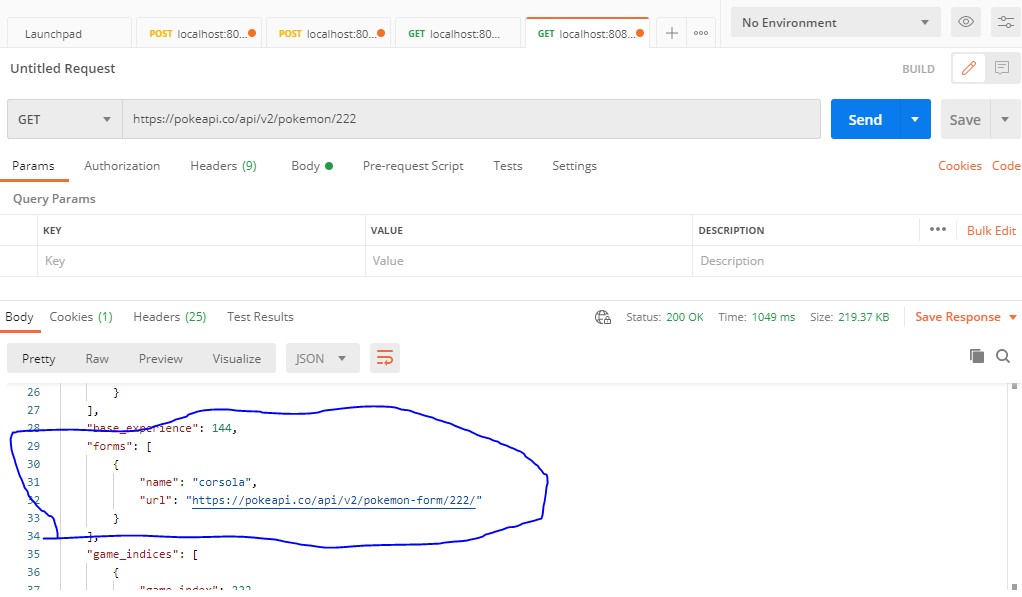 Launchpad POST localhost:80... POST localhost:80... GET localhost:80... GET localhost:808... No Environment
Untitled Request BUILD
GET https://pokeapi.co/api/v2/pokemon/222 Send Save
Params Authorization Headers (9) Body Pre-request Script Tests Settings Cookies Code
Query Params
KEY VALUE DESCRIPTION ••• Bulk Edit
Key Value Description
Body Cookies (1) Headers (25) Test Results Status: 200 OK Time: 1049 ms Size: 219.37 KB Save Response
Pretty Raw Preview Visualize JSON
26 }
27 ],
28 "base_experience": 144,
29 "forms": [
30 {
31 "name": "corsola",
32 "url": "https://pokeapi.co/api/v2/pokemon-form/222/"
33 }
34 ],
35 "game_indices": [
36 {
37 "game_index": 222